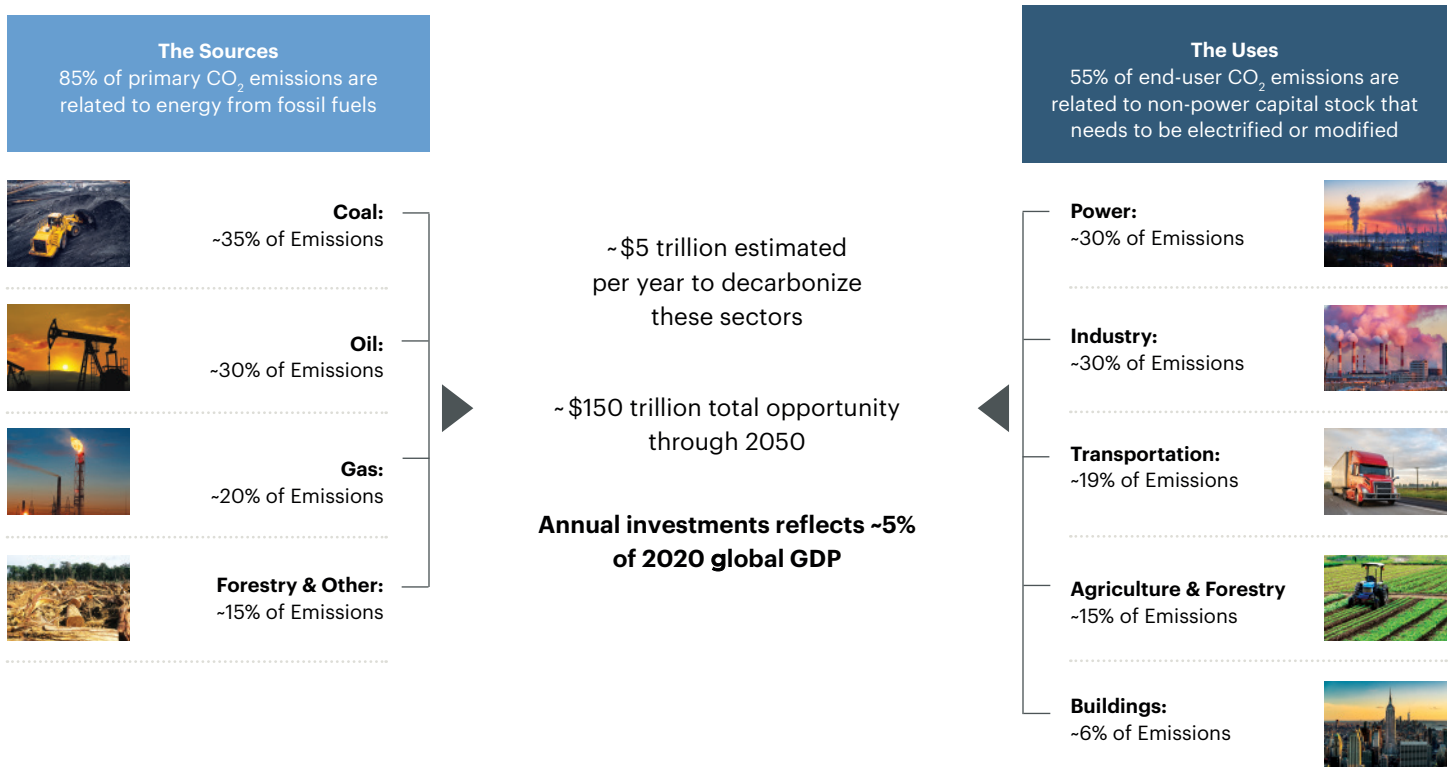 The Sources
85% of primary CO2 emissions are
related to energy from fossil fuels
Coal:
~35% of Emissions
Oil:
~30% of Emissions
Gas:
~20% of Emissions
Forestry & Other:
~15% of Emissions
~$5 trillion estimated
per year to decarbonize
these sectors
~$150 trillion total opportunity
through 2050
Annual investments reflects ~5%
of 2020 global GDP
The Uses
55% of end-user CO2 emissions are
related to non-power capital stock that
needs to be electrified or modified
Power:
~30% of Emissions
Industry:
~30% of Emissions
Transportation:
~19% of Emissions
Agriculture & Forestry
~15% of Emissions
Buildings:
~6% of Emissions